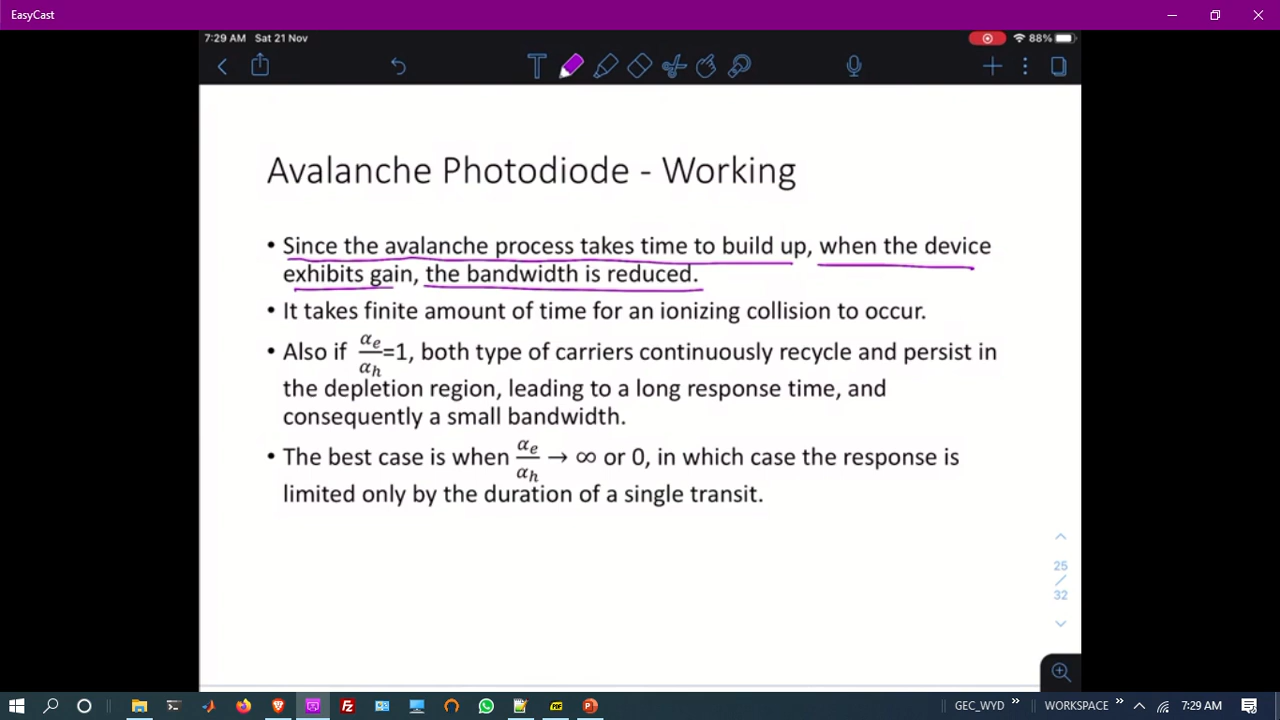 EasyCast
7:29 AM Sat 21 Nov
88%
Avalanche Photodiode - Working
• Since the avalanche process takes time to build up, when the device
exhibits gain, the bandwidth is reduced.
• It takes finite amount of time for an ionizing collision to occur.
• Also if αe/αh=1, both type of carriers continuously recycle and persist in
the depletion region, leading to a long response time, and
consequently a small bandwidth.
• The best case is when αe/αh → ∞ or 0, in which case the response is
limited only by the duration of a single transit.
25
/
32
GEC_WYD » WORKSPACE » 7:29 AM